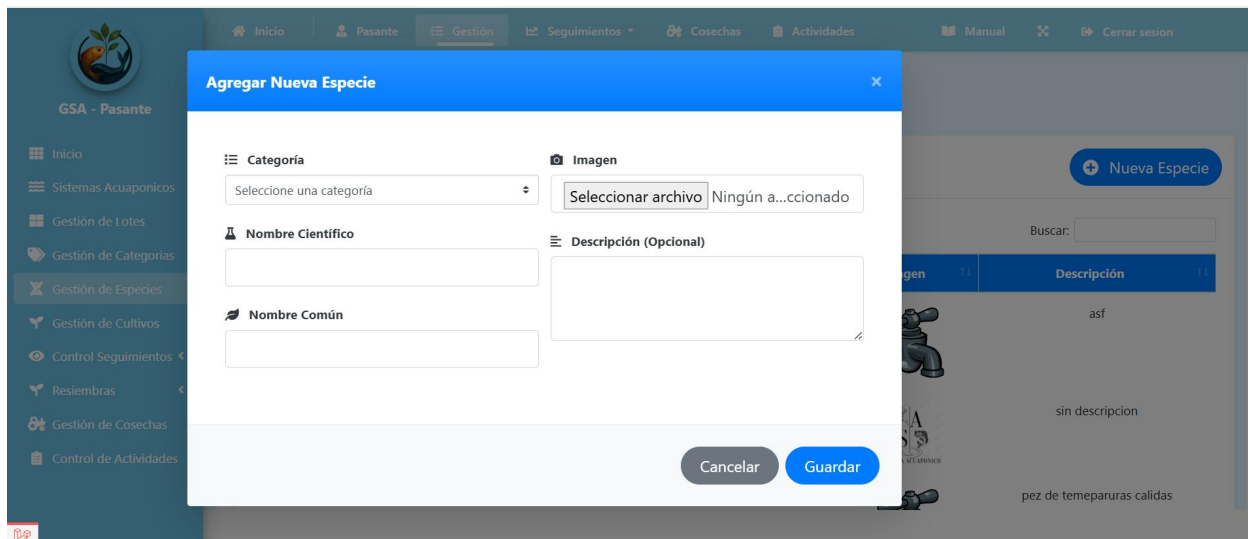 Inicio Pasante Gestión Seguimientos Cosechas Actividades Manual Cerrar sesion
GSA - Pasante
Inicio
Sistemas Acuaponicos
Gestión de Lotes
Gestión de Categorias
Gestión de Especies
Gestión de Cultivos
Control Seguimientos
Resiembras
Gestión de Cosechas
Control de Actividades
Agregar Nueva Especie ×
Categoría
Seleccione una categoría
Nombre Científico
Nombre Común
Imagen
Seleccionar archivo Ningún a...ccionado
Descripción (Opcional)
Cancelar Guardar
Nueva Especie
Buscar:
gen Descripción
asf
sin descripcion
pez de temeparuras calidas